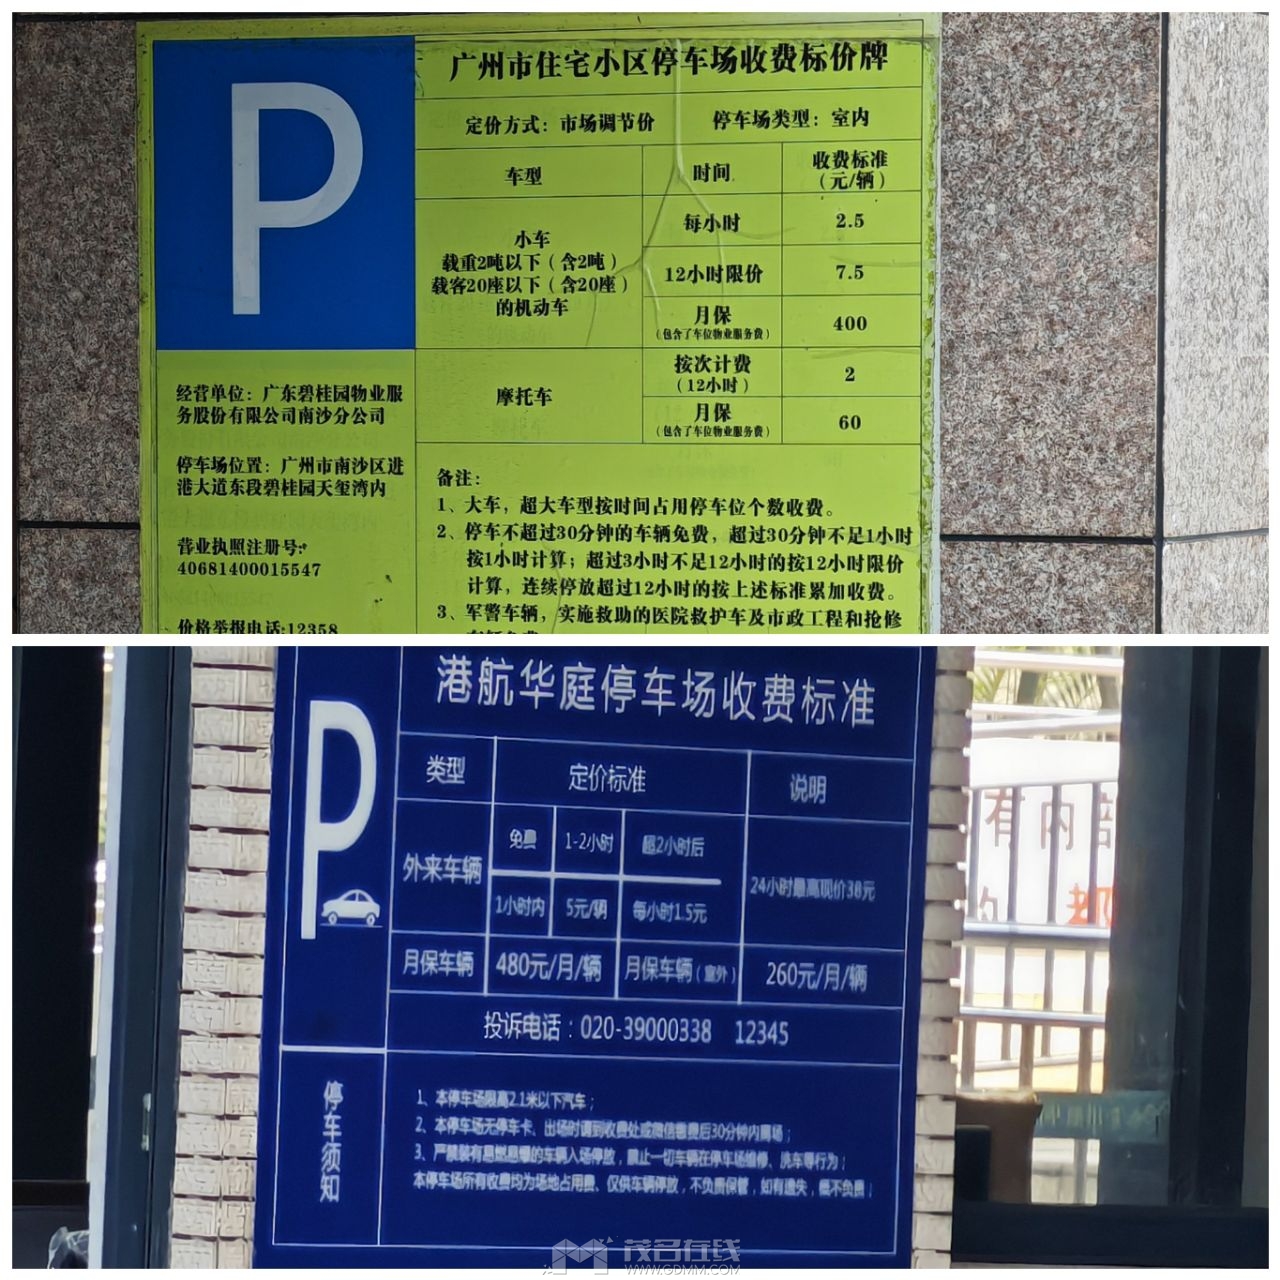 P
广州市住宅小区停车场收费标价牌
定价方式：市场调节价 停车场类型：室内
车型 时间 收费标准
（元/辆）
小车
载重2吨以下（含2吨）
载客20座以下（含20座）
的机动车
每小时 2.5
12小时限价 7.5
月保
（包含了车位物业服务费）
400
摩托车
按次计费
（12小时）
2
月保
（包含了车位物业服务费）
60
经营单位：广东碧桂园物业服
务股份有限公司南沙分公司
停车场位置：广州市南沙区进
港大道东段碧桂园天玺湾内
营业执照注册号：
40681400015547
价格举报电话:12358
备注：
1、大车，超大车型按时间占用停车位个数收费。
2、停车不超过30分钟的车辆免费，超过30分钟不足1小时
按1小时计算；超过3小时不足12小时的按12小时限价
计算，连续停放超过12小时的按上述标准累加收费。
3、军警车辆，实施救助的医院救护车及市政工程和抢修
P
港航华庭停车场收费标准
类型 定价标准 说明
外来车辆
免费 1-2小时 超2小时后
1小时内 5元/辆 每小时1.5元
24小时最高现价38元
月保车辆 480元/月/辆 月保车辆（室外） 260元/月/辆
投诉电话：020-39000338 12345
停车须知
1、本停车场限高2.1米以下汽车；
2、本停车场无停车卡、出场时请到收费处或微信缴费后30分钟内离场；
3、严禁装有易燃易爆的车辆入场停放，禁止一切车辆在停车场维修、洗车等行为；
本停车场所有收费均为场地占用费、仅供车辆停放，不负责保管，如有遗失，概不负责；
有内部
茂名在线
WWW.GDMM.COM